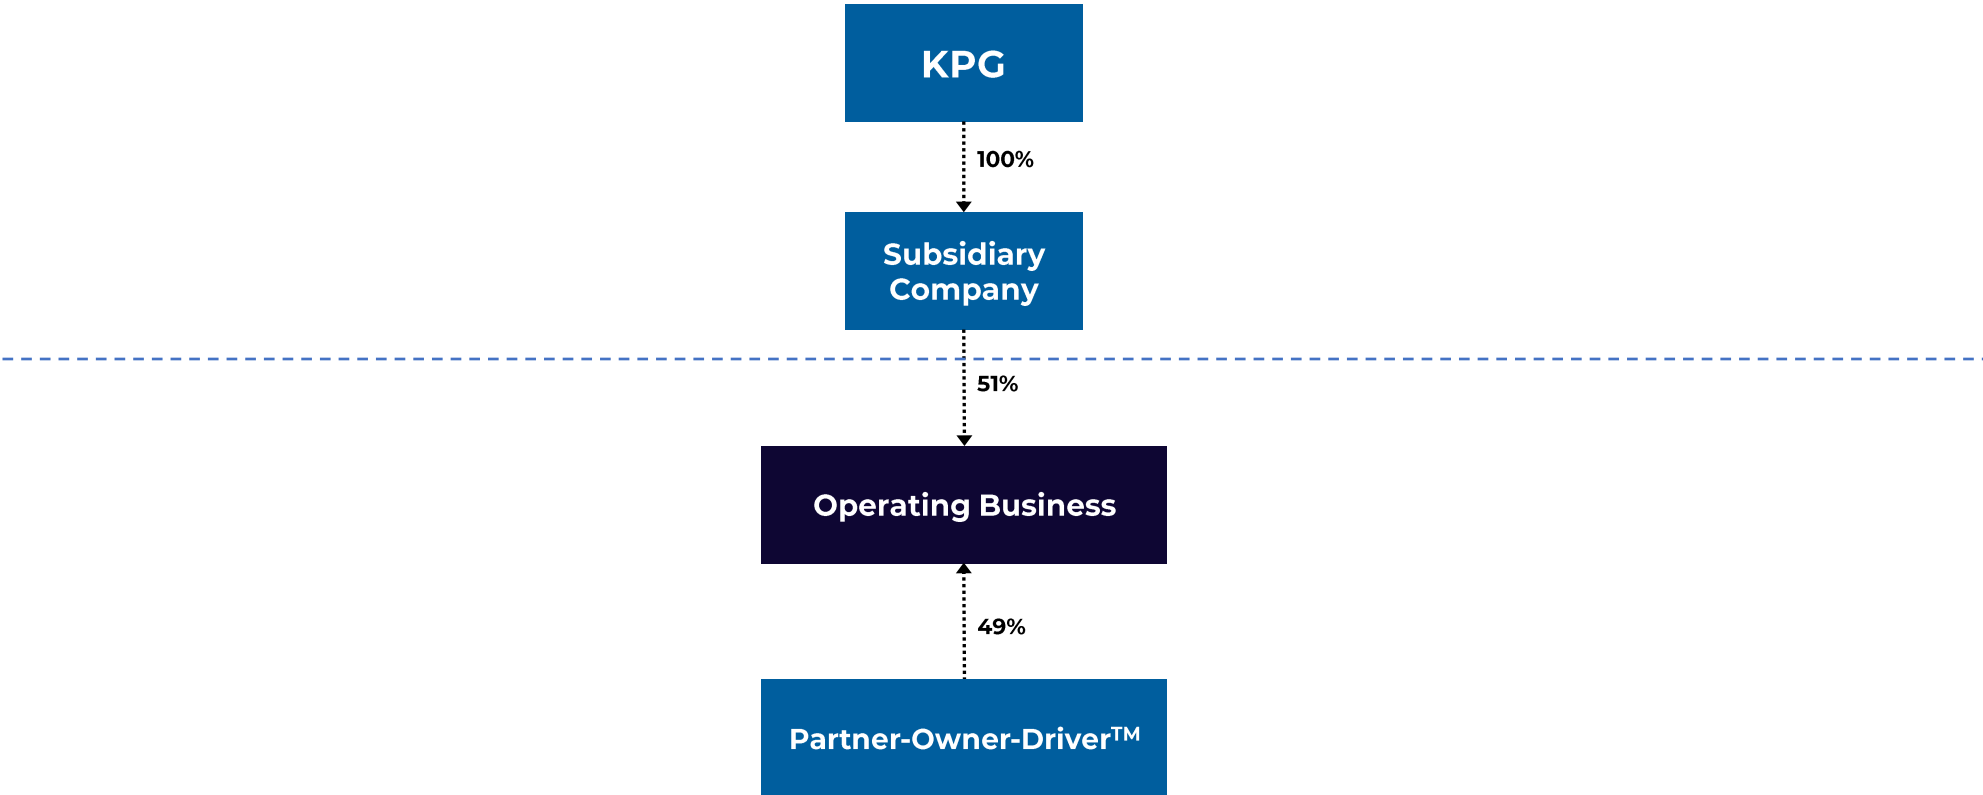 KPG
100%
Subsidiary
Company
51%
Operating Business
49%
Partner-Owner-Driver™